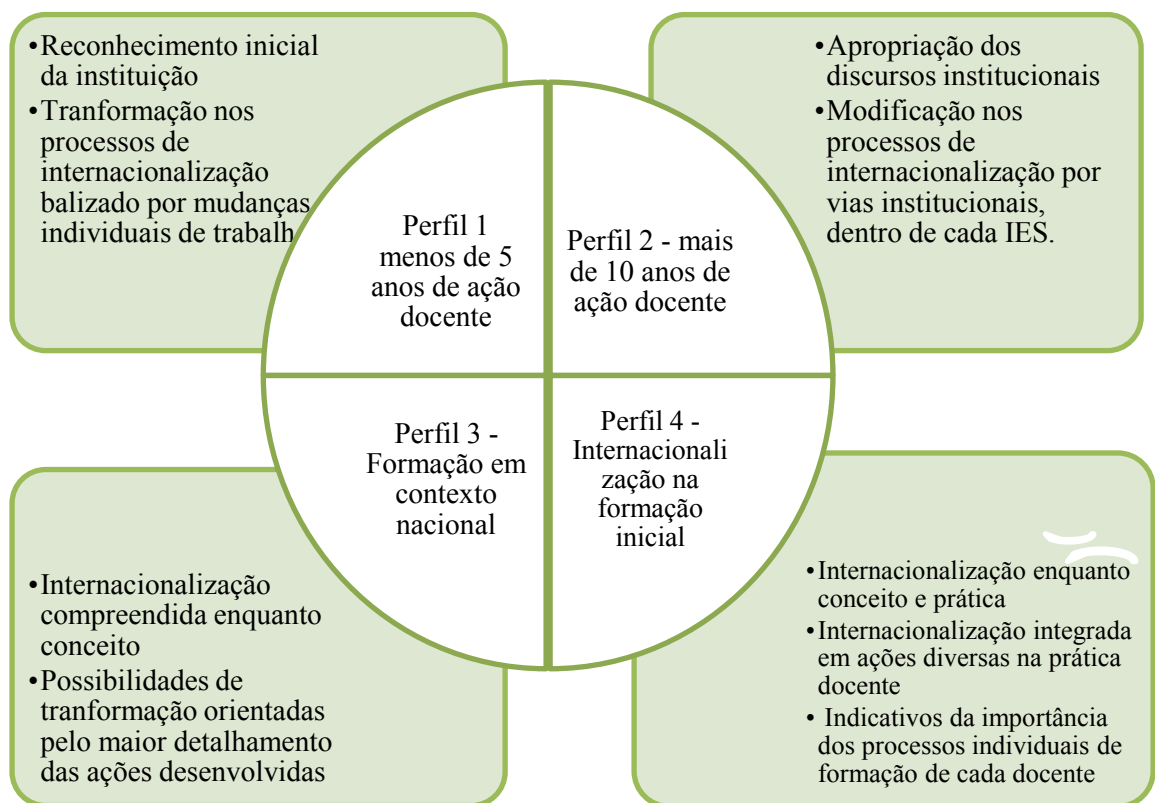 •Reconhecimento inicial
da instituição
•Tranformação nos
processos de
internacionalização
balizado por mudanças
individuais de trabalh
•Apropriação dos
discursos institucionais
•Modificação nos
processos de
internacionalização por
vias institucionais,
dentro de cada IES.
Perfil 1
menos de 5
anos de ação
docente
Perfil 2 - mais
de 10 anos de
ação docente
Perfil 3 -
Formação em
contexto
nacional
Perfil 4 -
Internacionali
zação na
formação
inicial
•Internacionalização
compreendida enquanto
conceito
•Possibilidades de
tranformação orientadas
pelo maior detalhamento
das ações desenvolvidas
•Internacionalização enquanto
conceito e prática
•Internacionalização integrada
em ações diversas na prática
docente
• Indicativos da importância
dos processos individuais de
formação de cada docente